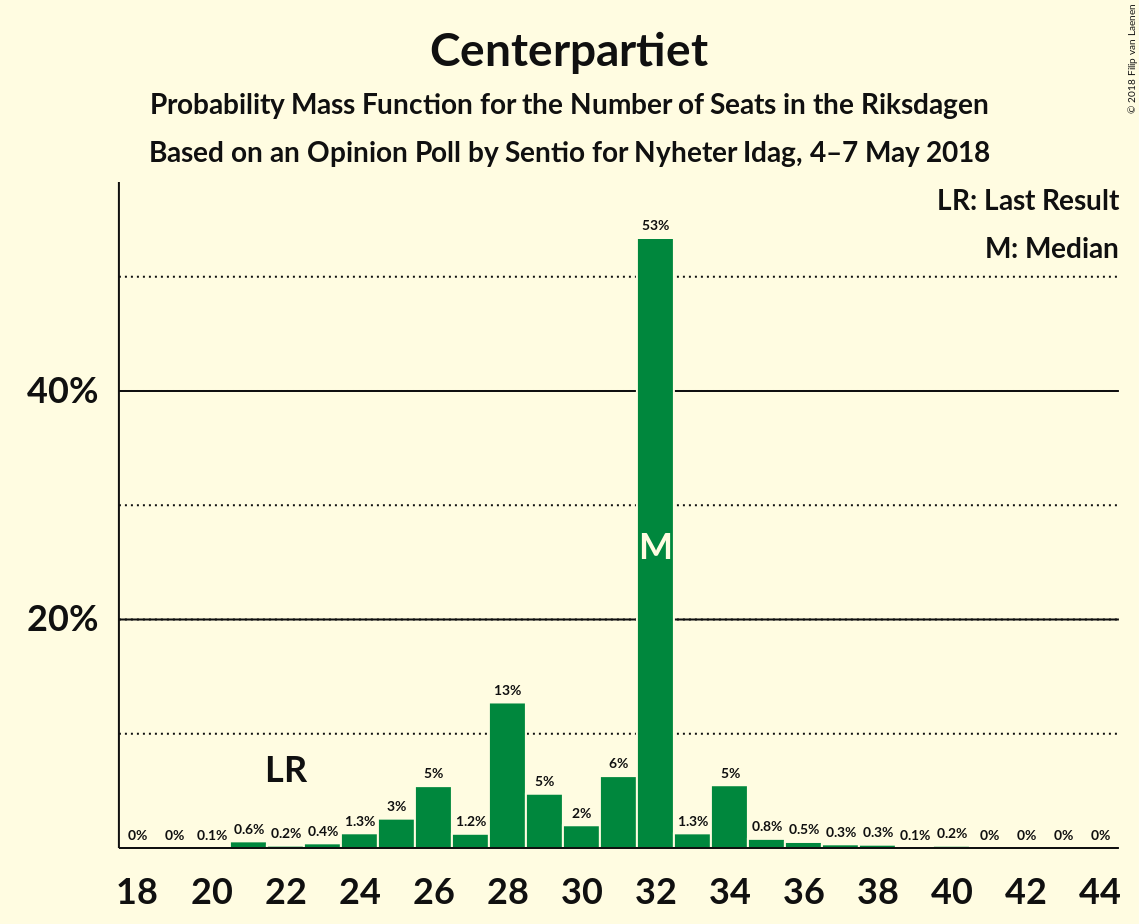 Centerpartiet
Probability Mass Function for the Number of Seats in the Riksdagen
Based on an Opinion Poll by Sentio for Nyheter Idag, 4–7 May 2018
© 2018 Filip van Laenen
LR: Last Result
M: Median
40%
20%
0% 0% 0.1% 0.6% 0.2% 0.4% 1.3% 3% 5% 1.2% 13% 5% 2% 6% 53% 1.3% 5% 0.8% 0.5% 0.3% 0.3% 0.1% 0.2% 0% 0% 0% 0%
LR
M
18 20 22 24 26 28 30 32 34 36 38 40 42 44